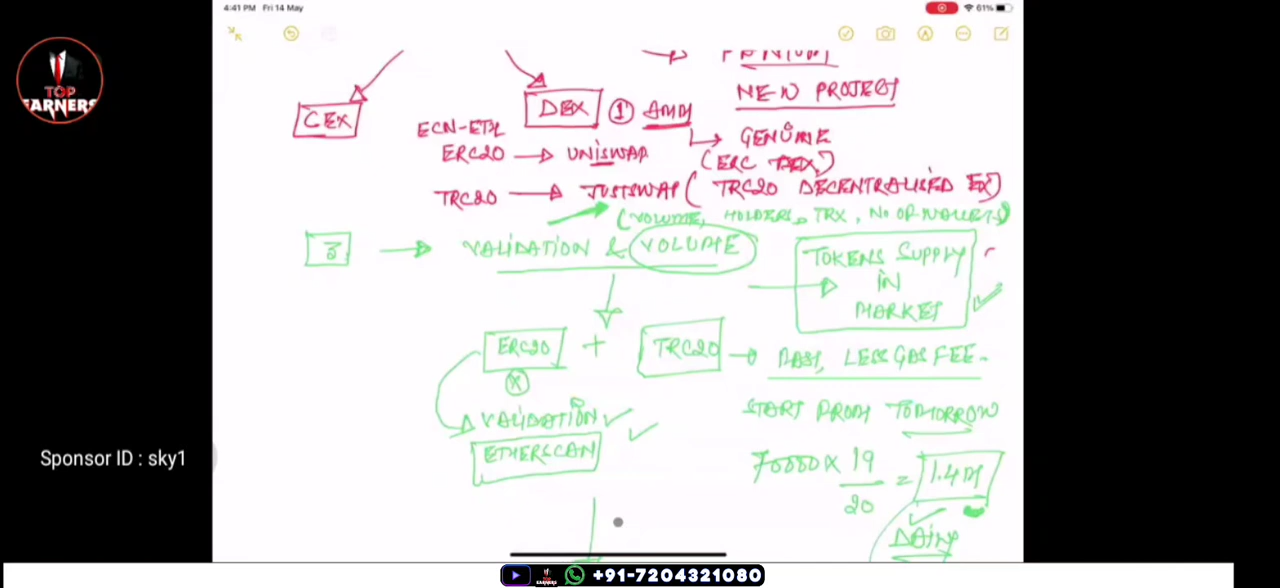 4:41 PM Fri 14 May
61%
TOP
EARNERS
NEW PROJECT
CEX
DEX
1 AMM
ECN-ETH
GENUINE
ERC20 → UNISWAP
(ERC DEX)
TRC20 → JUSTSWAP (TRC20 DECENTRALISED EX)
(VOLUME, HOLDERS, TRX, NO OF WALLETS)
3 → VALIDATION & VOLUME
TOKENS SUPPLY
IN
MARKET
ERC20 + TRC20 → FAST, LESS GAS FEE.
X
VALIDATION
START FROM TOMORROW
Sponsor ID : sky1
ETHERSCAN
70000 X 19/20 = 1.4M
DAILY
+91-7204321080